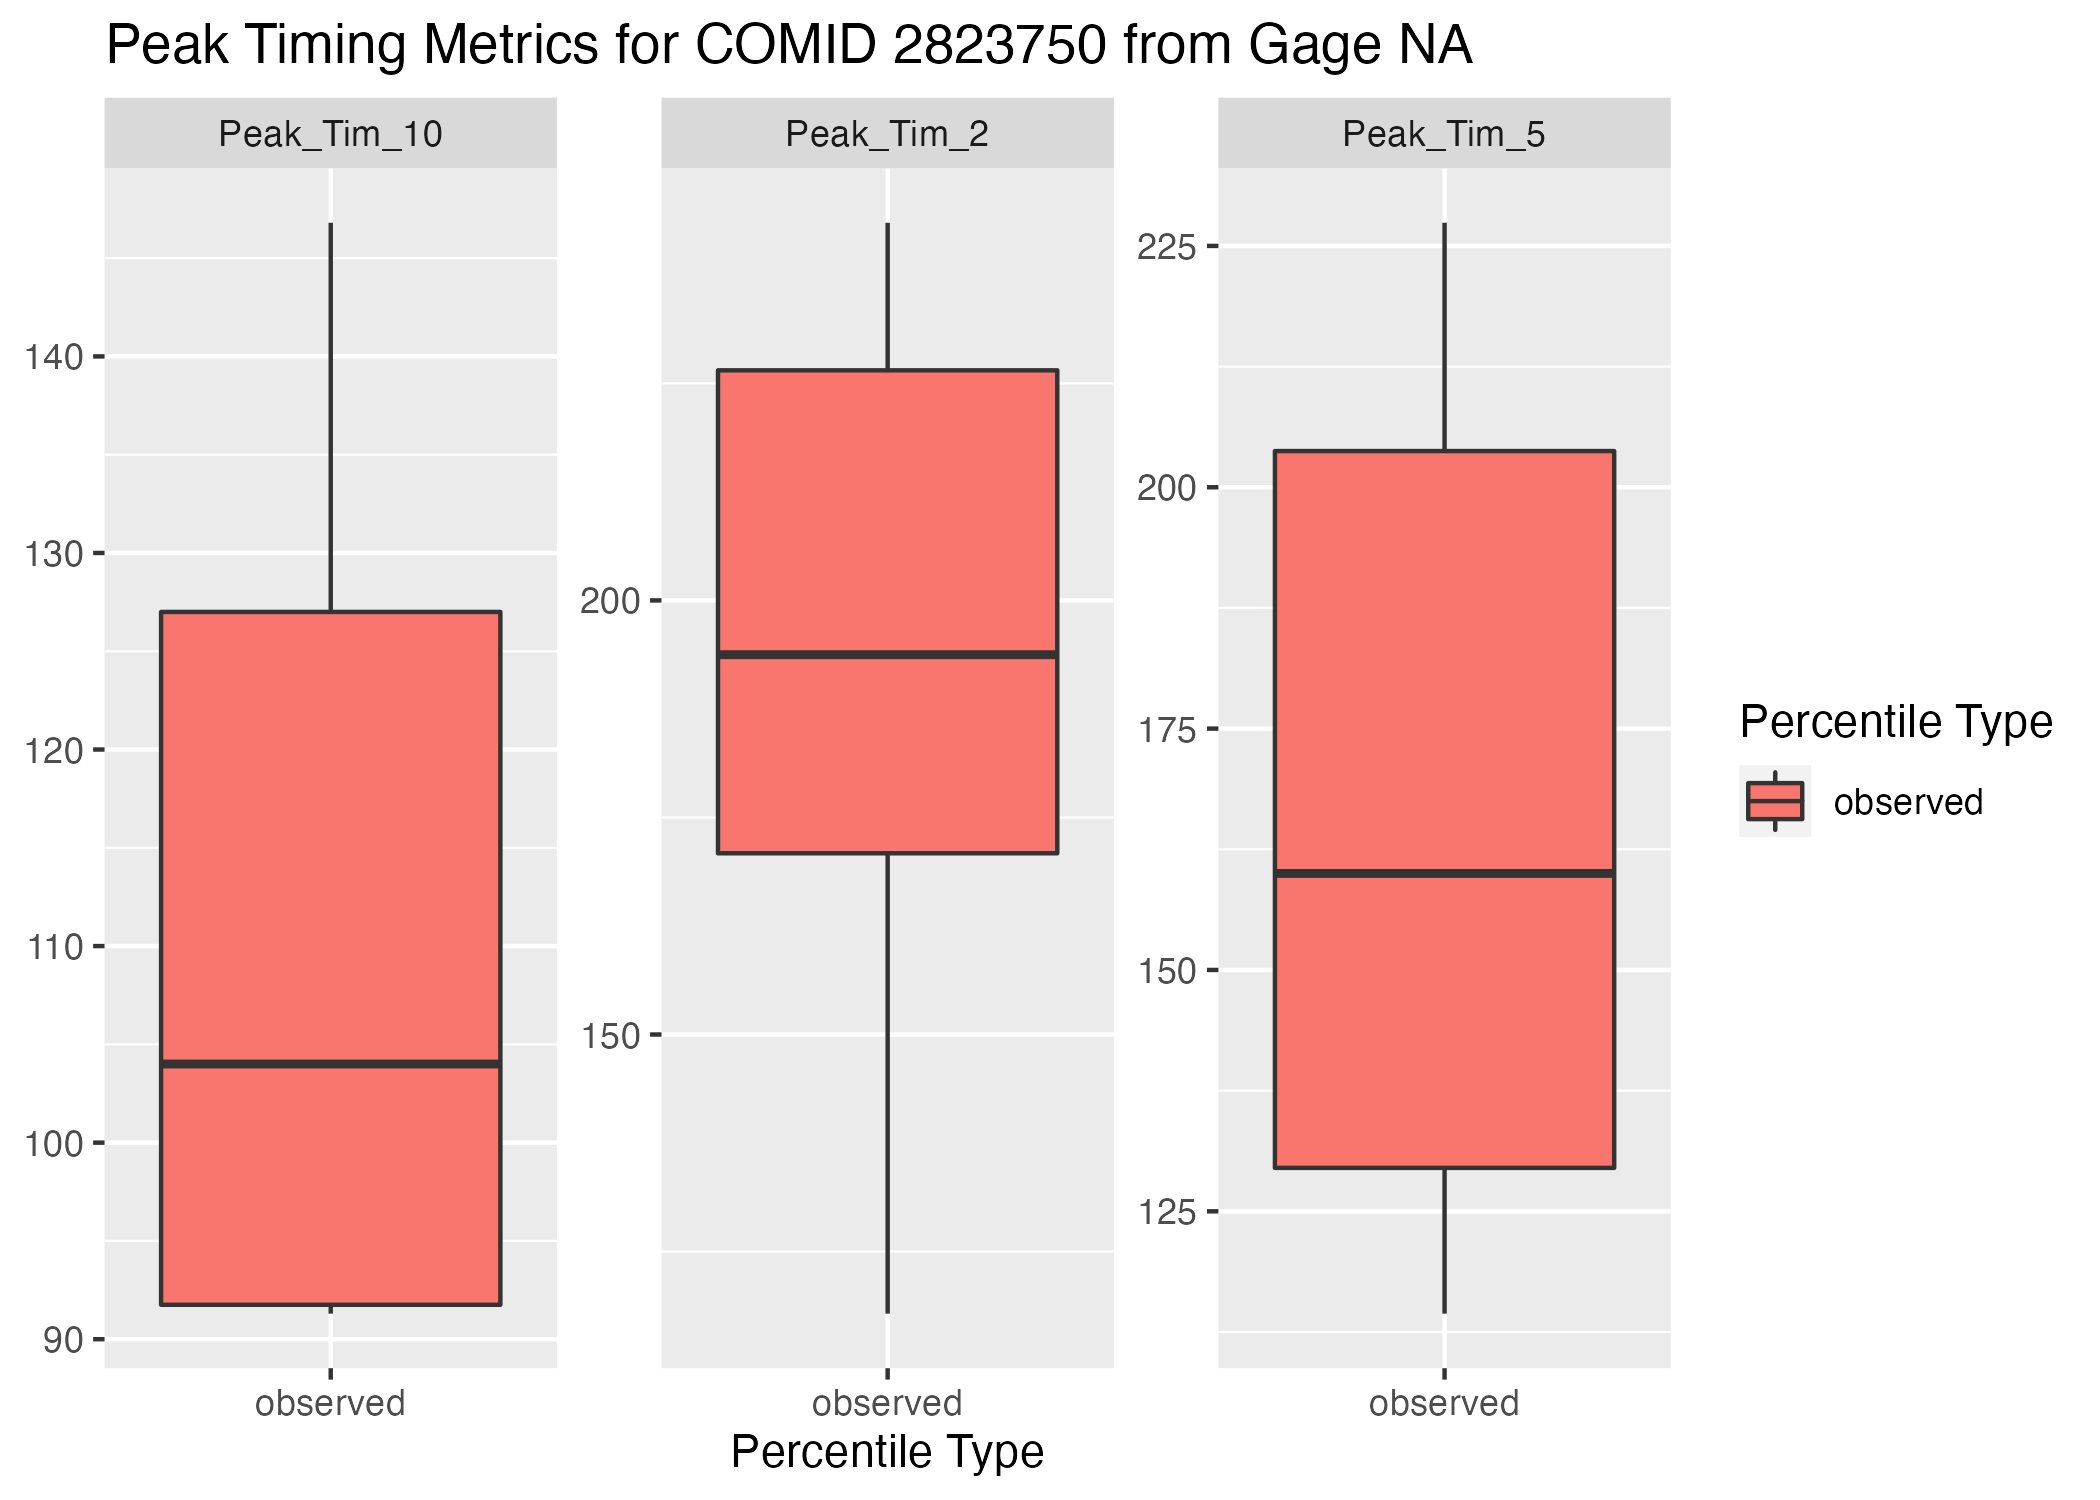 Peak Timing Metrics for COMID 2823750 from Gage NA
Peak_Tim_10
Peak_Tim_2
Peak_Tim_5
140
130
120
110
100
90
200
150
225
200
175
150
125
observed
observed
observed
Percentile Type
Percentile Type
observed